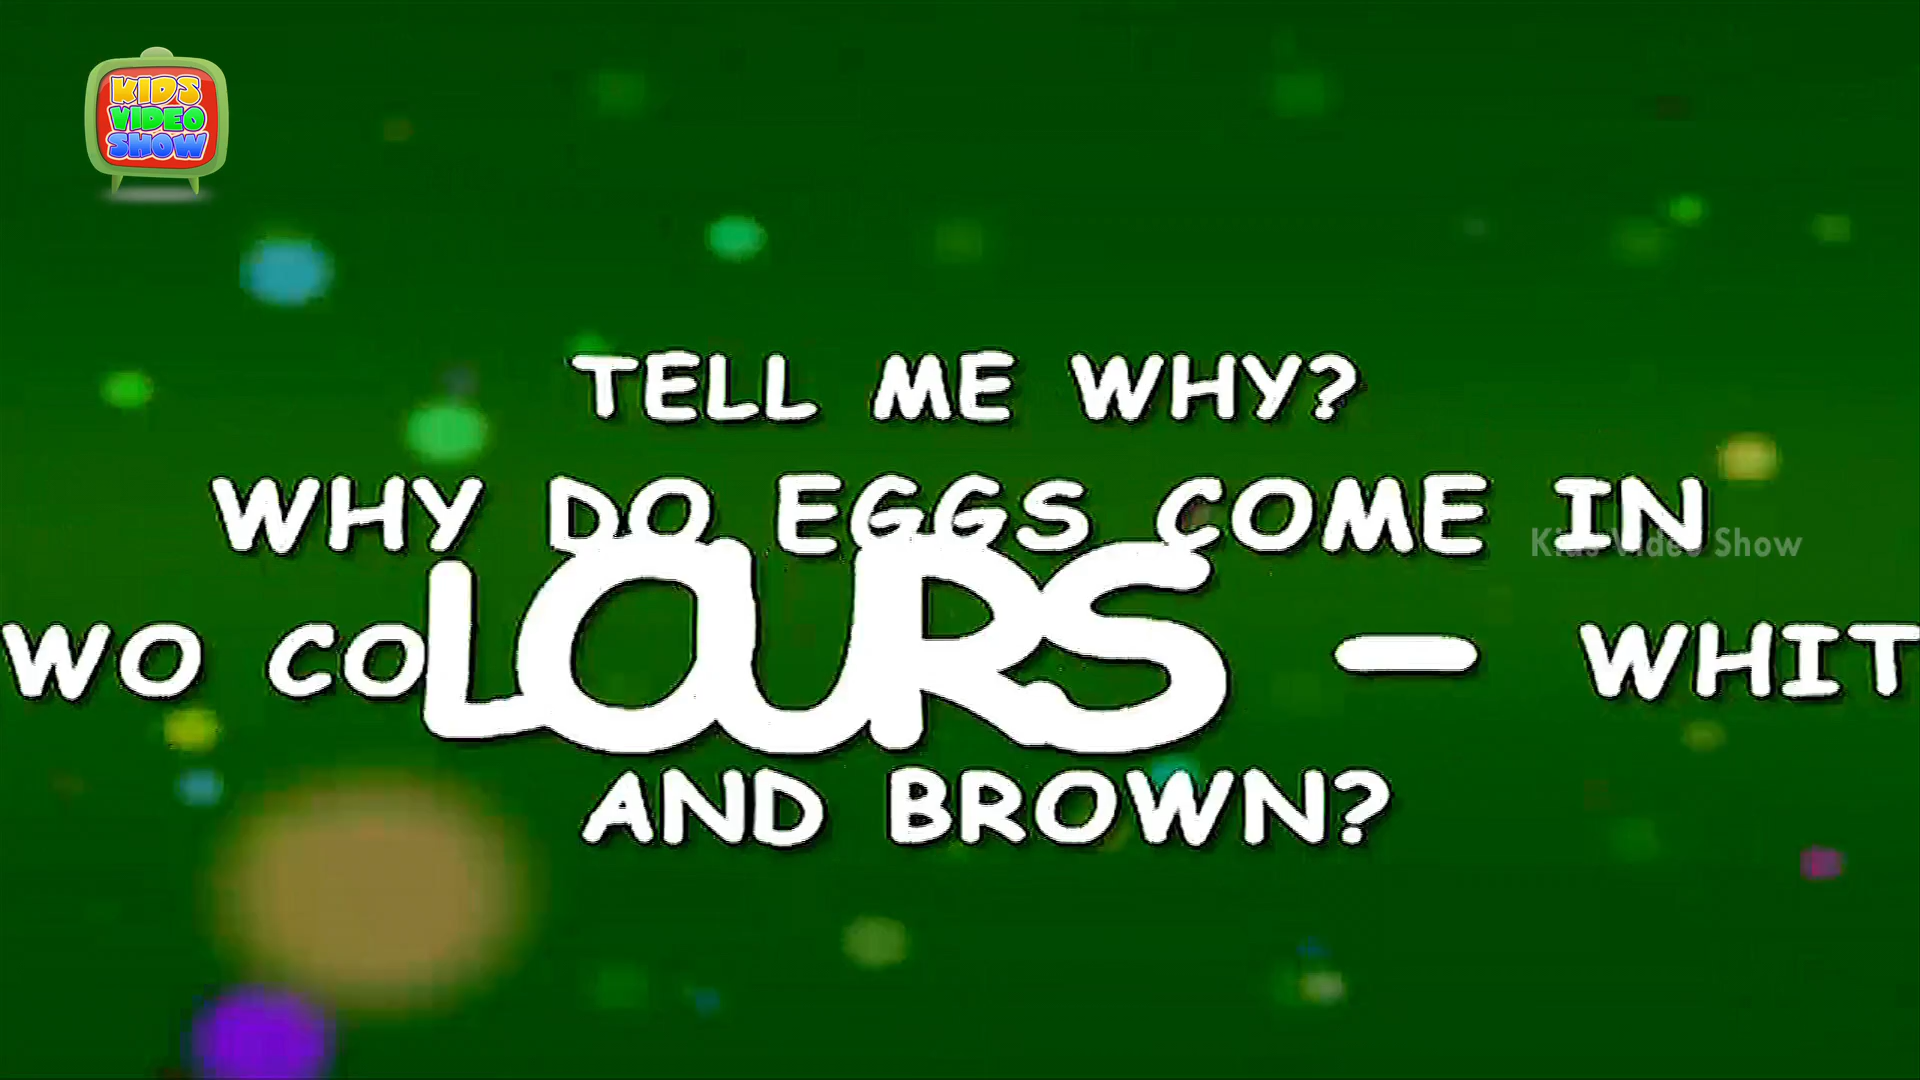 KIDS
VIDEO
SHOW
TELL ME WHY?
WHY DO EGGS COME IN
Kids Video Show
WO COLOURS - WHIT
AND BROWN?